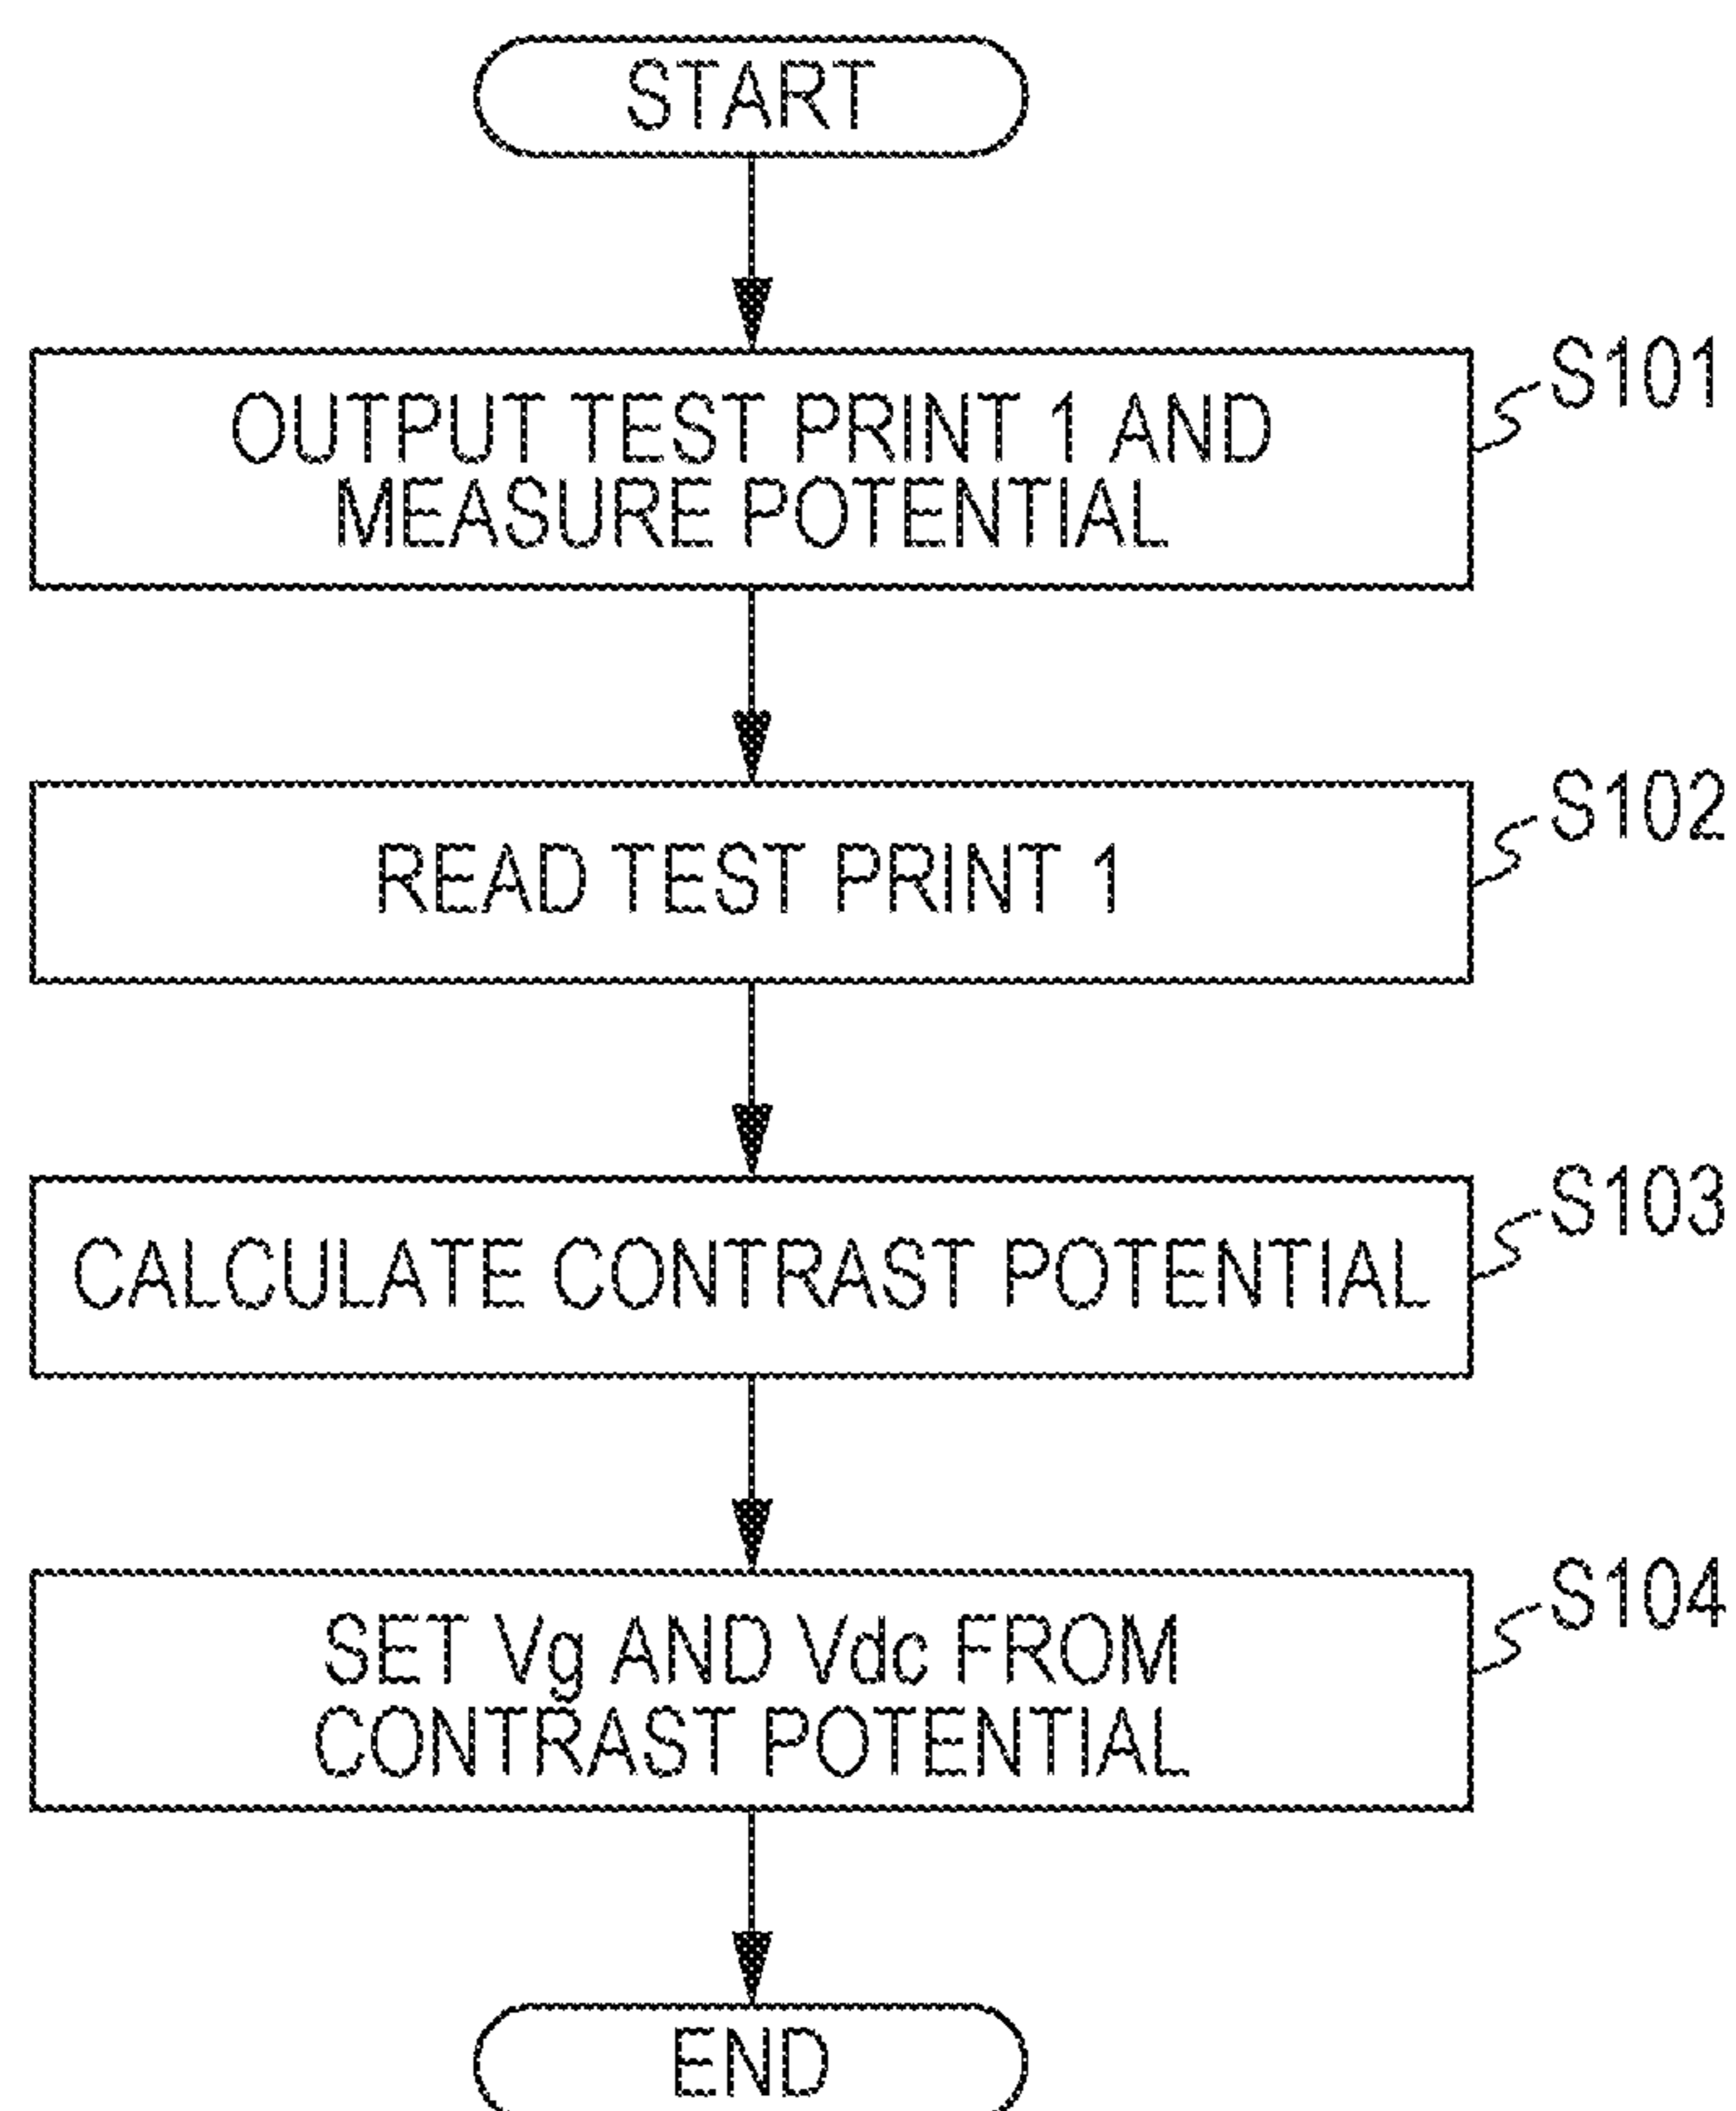 START
OUTPUT TEST PRINT 1 AND
MEASURE POTENTIAL
S101
READ TEST PRINT 1
S102
CALCULATE CONTRAST POTENTIAL
S103
SET Vg AND Vdc FROM
CONTRAST POTENTIAL
S104
END